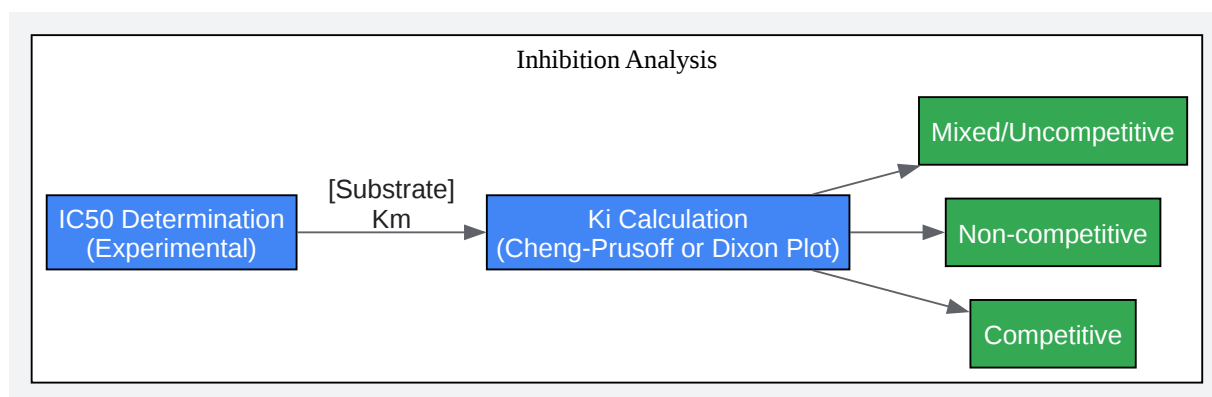 Inhibition Analysis
IC50 Determination
(Experimental)
[Substrate]
Km
Ki Calculation
(Cheng-Prusoff or Dixon Plot)
Mixed/Uncompetitive
Non-competitive
Competitive